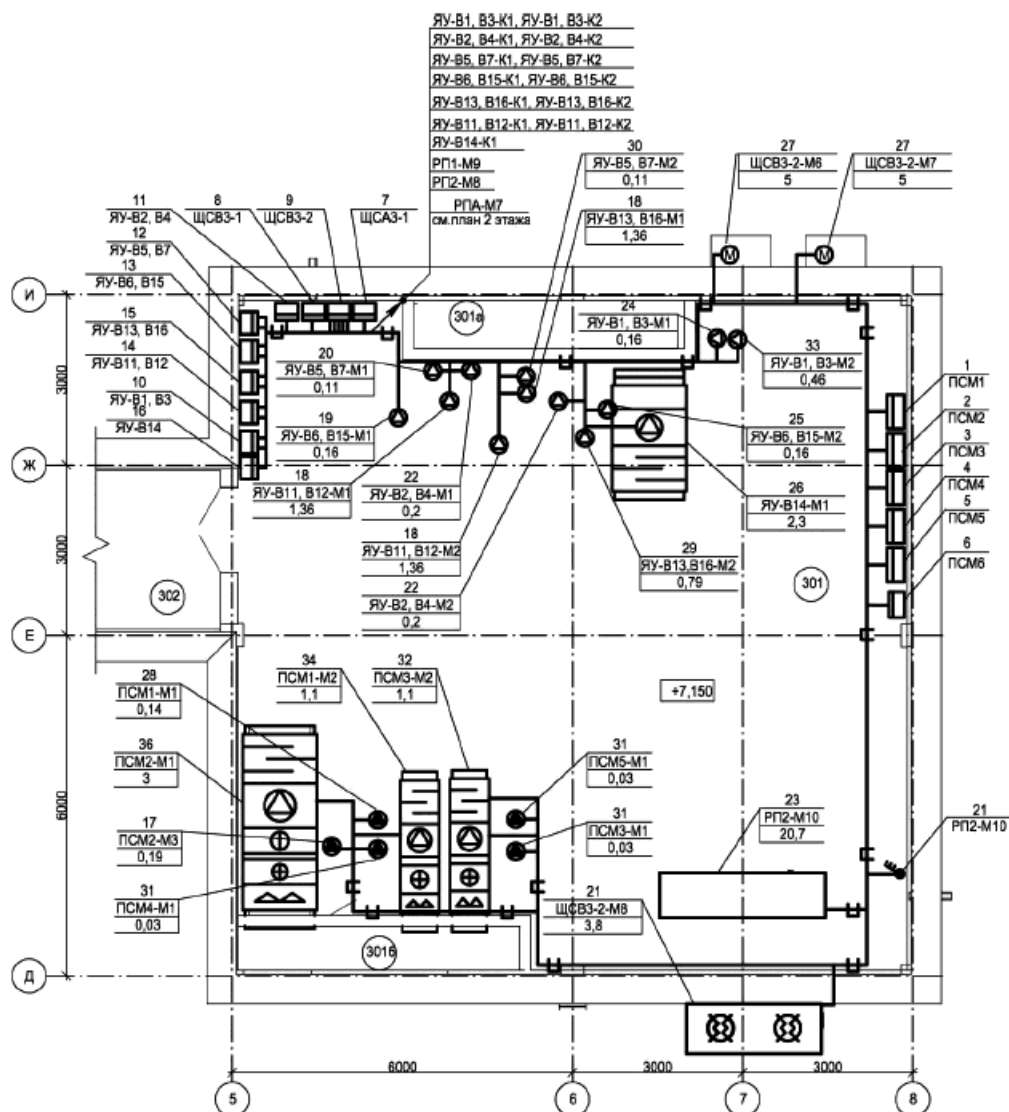 ЯУ-В1, В3-К1, ЯУ-В1, В3-К2
ЯУ-В2, В4-К1, ЯУ-В2, В4-К2
ЯУ-В5, В7-К1, ЯУ-В5, В7-К2
ЯУ-В6, В15-К1, ЯУ-В6, В15-К2
ЯУ-В13, В16-К1, ЯУ-В13, В16-К2
ЯУ-В11, В12-К1, ЯУ-В11, В12-К2
ЯУ-В14-К1
РП1-М9
РП2-М8
РПА-М7
см.план 2 этажа
30
ЯУ-В5, В7-М2
0,11
18
ЯУ-В13, В16-М1
1,36
27
ЩСВ3-2-М6
5
27
ЩСВ3-2-М7
5
11
ЯУ-В2, В4
8
ЩСВ3-1
9
ЩСВ3-2
7
ЩСА3-1
12
ЯУ-В5, В7
13
ЯУ-В6, В15
15
ЯУ-В13, В16
14
ЯУ-В11, В12
10
ЯУ-В1, В3
16
ЯУ-В14
М
М
И
301а
24
ЯУ-В1, В3-М1
0,16
33
ЯУ-В1, В3-М2
0,46
20
ЯУ-В5, В7-М1
0,11
19
ЯУ-В6, В15-М1
0,16
25
ЯУ-В6, В15-М2
0,16
1
ПСМ1
2
ПСМ2
3
ПСМ3
4
ПСМ4
5
ПСМ5
6
ПСМ6
3000
Ж
18
ЯУ-В11, В12-М1
1,36
22
ЯУ-В2, В4-М1
0,2
26
ЯУ-В14-М1
2,3
18
ЯУ-В11, В12-М2
1,36
29
ЯУ-В13,В16-М2
0,79
22
ЯУ-В2, В4-М2
0,2
301
3000
302
Е
34
ПСМ1-М2
1,1
32
ПСМ3-М2
1,1
+7,150
28
ПСМ1-М1
0,14
36
ПСМ2-М1
3
31
ПСМ5-М1
0,03
6000
17
ПСМ2-М3
0,19
31
ПСМ3-М1
0,03
23
РП2-М10
20,7
21
РП2-М10
31
ПСМ4-М1
0,03
21
ЩСВ3-2-М8
3,8
301б
Д
6000
3000
3000
5
6
7
8